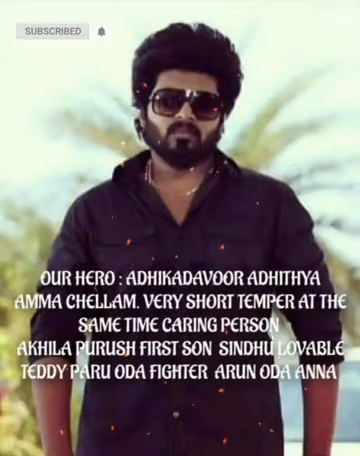 SUBSCRIBED
OUR HERO : ADHIKADAVOOR ADHITHYA
AMMA CHELLAM. VERY SHORT TEMPER AT THE
SAME TIME CARING PERSON
AKHILA PURUSH FIRST SON SINDHU LOVABLE
TEDDY PARU ODA FIGHTER ARUN ODA ANNA